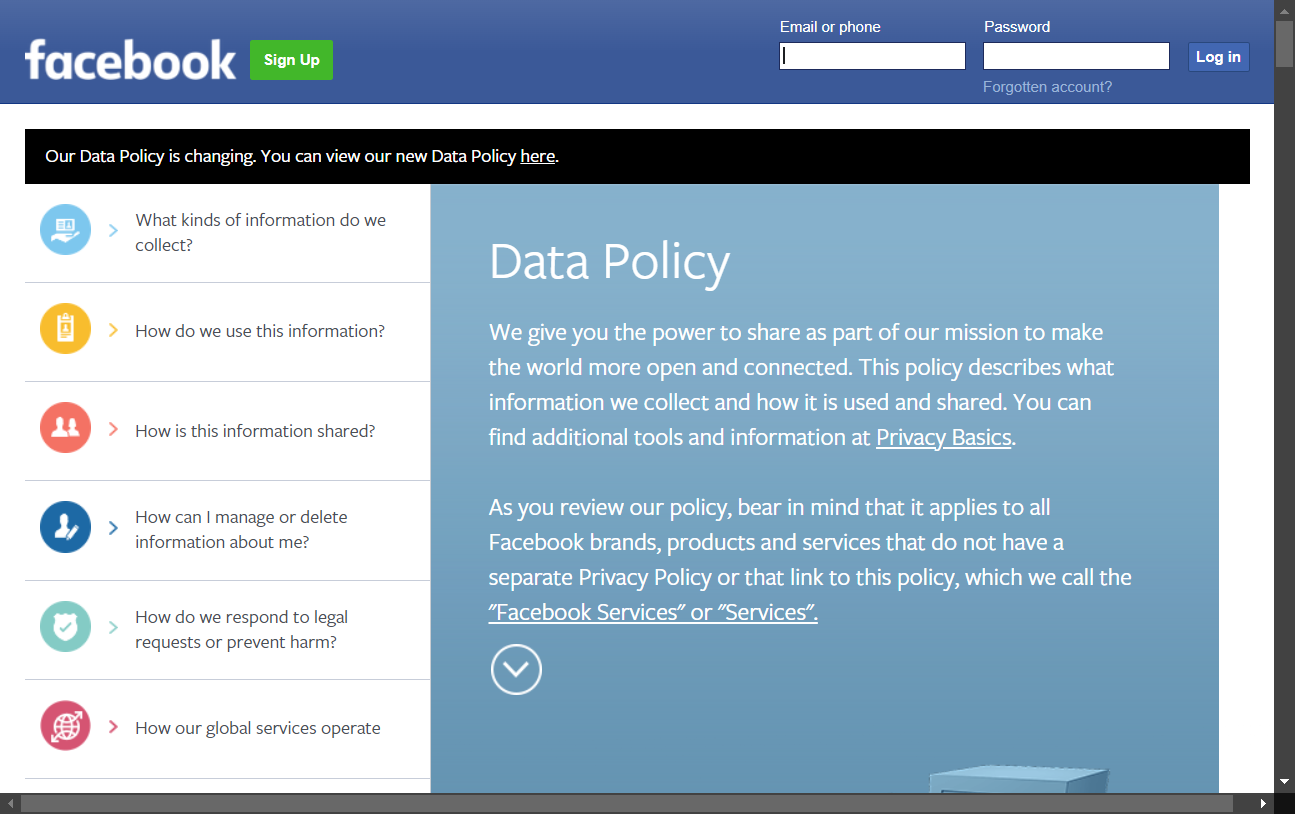 Email or phone
Password
facebook
Sign Up
Log in
Forgotten account?
Our Data Policy is changing. You can view our new Data Policy here.
What kinds of information do we
collect?
How do we use this information?
How is this information shared?
How can I manage or delete
information about me?
How do we respond to legal
requests or prevent harm?
How our global services operate
Data Policy
We give you the power to share as part of our mission to make
the world more open and connected. This policy describes what
information we collect and how it is used and shared. You can
find additional tools and information at Privacy Basics.
As you review our policy, bear in mind that it applies to all
Facebook brands, products and services that do not have a
separate Privacy Policy or that link to this policy, which we call the
"Facebook Services" or "Services".